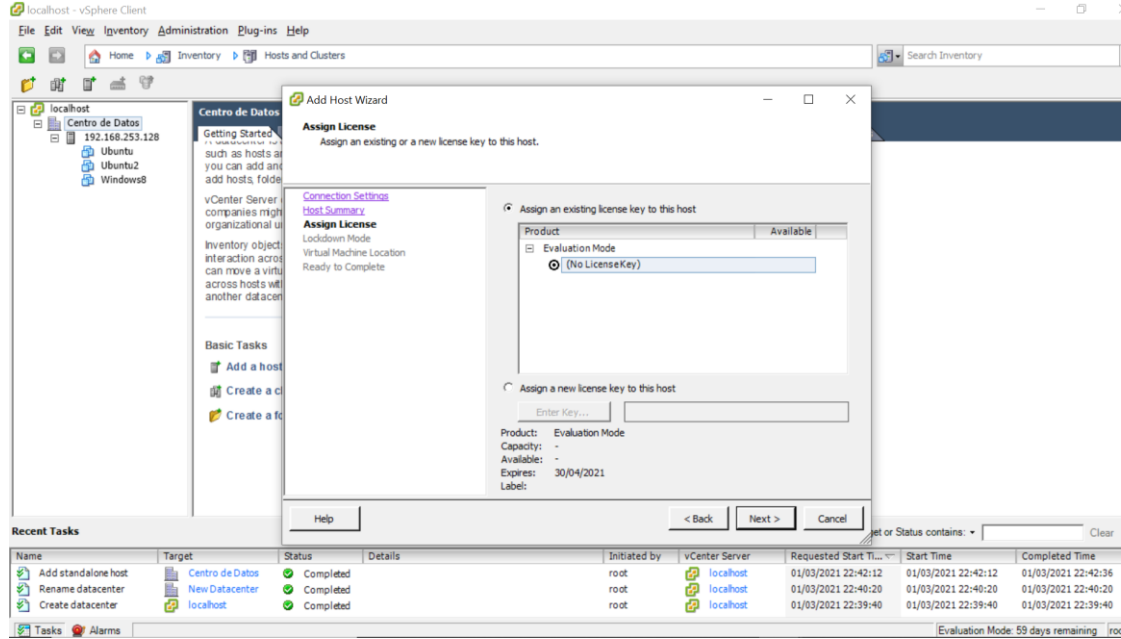 localhost - vSphere Client
File Edit View Inventory Administration Plug-ins Help
Home Inventory Hosts and Clusters
Search Inventory
localhost
Centro de Datos
192.168.253.128
Ubuntu
Ubuntu2
Windows8
Centro de Datos
Getting Started
such as hosts
you can add
add hosts, folde
vCenter Server
companies migh
organizational u
Inventory object
interaction acros
can move a virtu
across hosts wit
another datacen
Basic Tasks
Add a host
Create a cl
Create a fo
Add Host Wizard
Assign License
Assign an existing or a new license key to this host.
Connection Settings
Host Summary
Assign License
Lockdown Mode
Virtual Machine Location
Ready to Complete
Assign an existing license key to this host
Product Available
Evaluation Mode
(No License Key)
Assign a new license key to this host
Enter Key...
Product: Evaluation Mode
Capacity: -
Available: -
Expires: 30/04/2021
Label:
Help < Back Next > Cancel
Recent Tasks
et or Status contains: Clear
Name Target Status Details Initiated by vCenter Server Requested Start Ti... Start Time Completed Time
Add standalone host Centro de Datos Completed root localhost 01/03/2021 22:42:12 01/03/2021 22:42:12 01/03/2021 22:42:36
Rename datacenter New Datacenter Completed root localhost 01/03/2021 22:40:20 01/03/2021 22:40:20 01/03/2021 22:40:20
Create datacenter localhost Completed root localhost 01/03/2021 22:39:40 01/03/2021 22:39:40 01/03/2021 22:39:40
Tasks Alarms Evaluation Mode: 59 days remaining roo